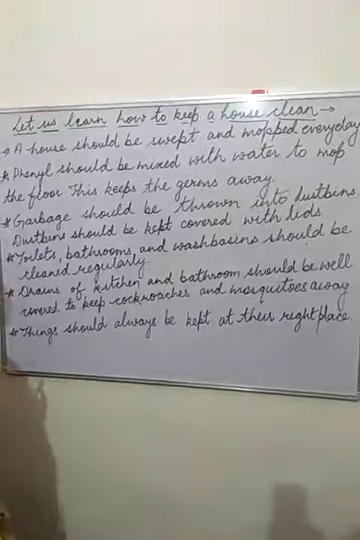 Let us learn how to keep a house clean →
→ A house should be swept and mopped everyday
* Phenyl should be mixed with water to mop
the floor This keeps the germs away.
* Garbage should be thrown into dustbins.
Dustbins should be kept covered with lids
* Toilets, bathrooms and washbasins should be
cleaned regularly
* Drains of kitchen and bathroom should be well
covered to keep cockroaches and mosquitoes away
* Things should always be kept at their right place.